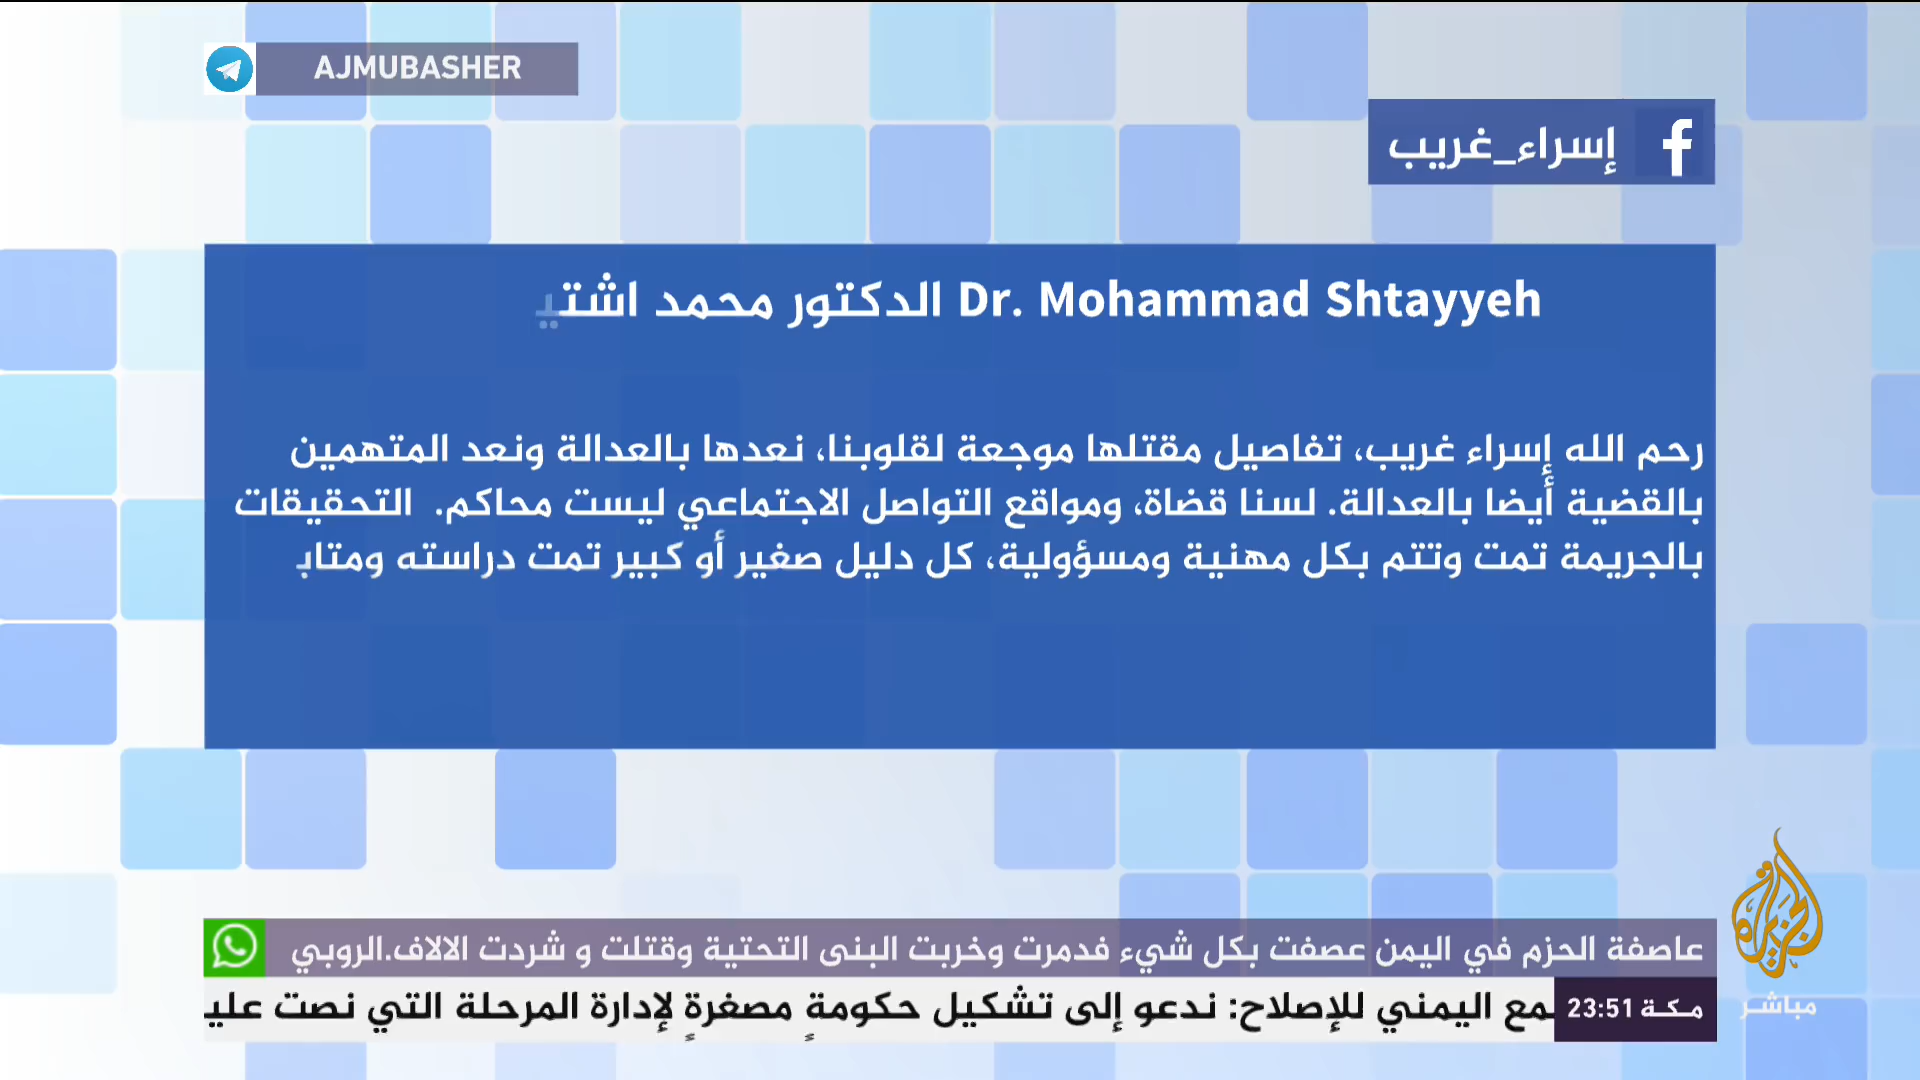 AJMUBASHER
إسراء_غريب
Dr. Mohammad Shtayyeh الدكتور محمد اشتي
رحم الله إسراء غريب، تفاصيل مقتلها موجعة لقلوبنا، نعدها بالعدالة ونعد المتهمين
بالقضية أيضا بالعدالة. لسنا قضاة، ومواقع التواصل الاجتماعي ليست محاكم. التحقيقات
بالجريمة تمت وتتم بكل مهنية ومسؤولية، كل دليل صغير أو كبير تمت دراسته ومتاب
عاصفة الحزم في اليمن عصفت بكل شيء فدمرت وخربت البنى التحتية وقتلت و شردت الالاف.الروبي
مكة 23:51
مع اليمني للإصلاح: ندعو إلى تشكيل حكومةٍ مصغرةٍ لإدارة المرحلة التي نصت علي
الجزيرة
مباشر